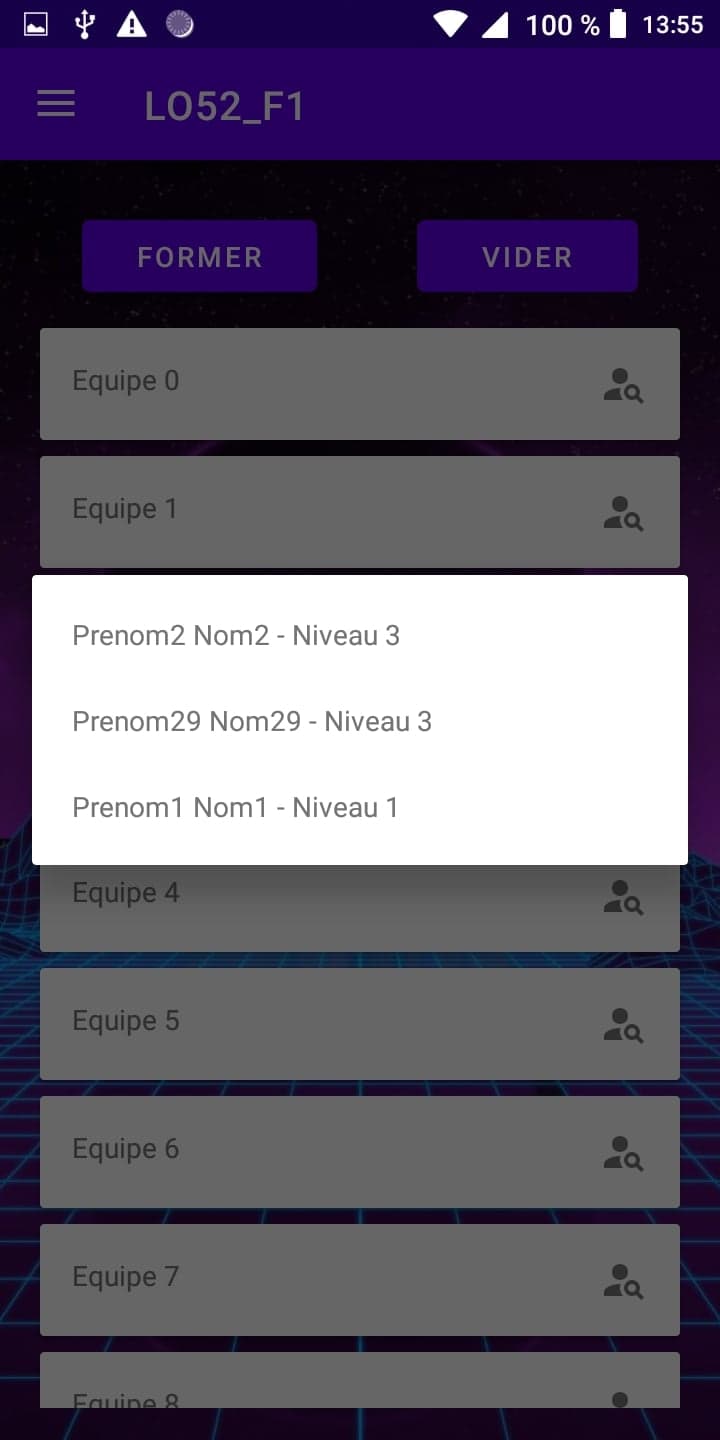 100 % 13:55
LO52_F1
FORMER VIDER
Equipe 0
Equipe 1
Prenom2 Nom2 - Niveau 3
Prenom29 Nom29 - Niveau 3
Prenom1 Nom1 - Niveau 1
Equipe 4
Equipe 5
Equipe 6
Equipe 7
Equipe 8